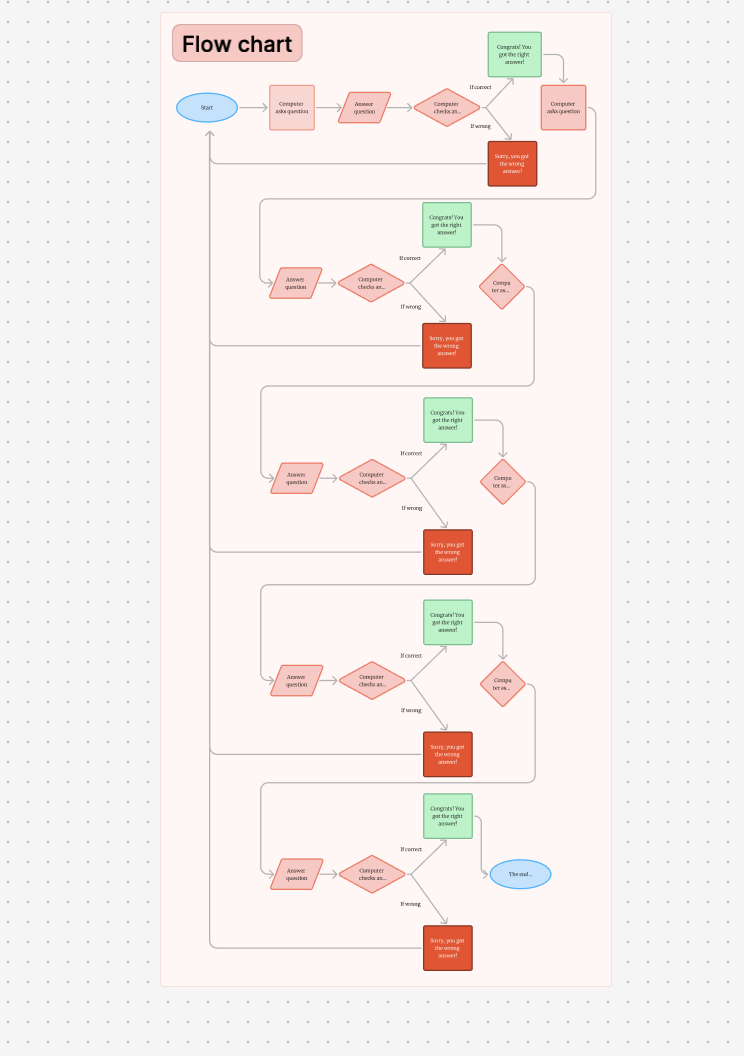 Flow chart
Congrats! You
got the right
answer!
If correct
Start
Computer
asks question
Answer
question
Computer
checks an...
Computer
asks question
If wrong
Sorry, you got
the wrong
answer!
Congrats! You
got the right
answer!
If correct
Answer
question
Computer
checks an...
Compu
ter as...
If wrong
Sorry, you got
the wrong
answer!
Congrats! You
got the right
answer!
If correct
Answer
question
Computer
checks an...
Compu
ter as...
If wrong
Sorry, you got
the wrong
answer!
Congrats! You
got the right
answer!
If correct
Answer
question
Computer
checks an...
Compu
ter as...
If wrong
Sorry, you got
the wrong
answer!
Congrats! You
got the right
answer!
If correct
Answer
question
Computer
checks an...
The end...
If wrong
Sorry, you got
the wrong
answer!